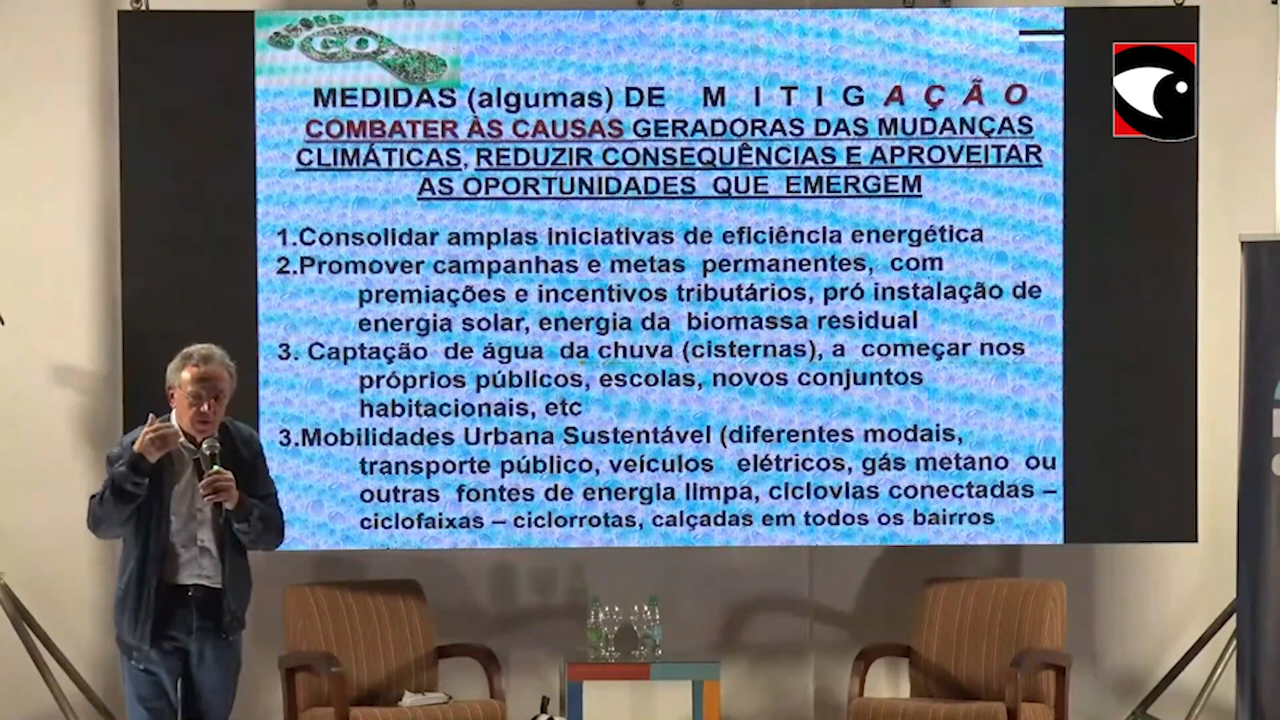 GO
MEDIDAS (algumas) DE M I T I G A Ç Ã O
COMBATER ÀS CAUSAS GERADORAS DAS MUDANÇAS
CLIMÁTICAS, REDUZIR CONSEQUÊNCIAS E APROVEITAR
AS OPORTUNIDADES QUE EMERGEM
1.Consolidar amplas iniciativas de eficiência energética
2.Promover campanhas e metas permanentes, com
premiações e incentivos tributários, pró instalação de
energia solar, energia da biomassa residual
3. Captação de água da chuva (cisternas), a começar nos
próprios públicos, escolas, novos conjuntos
habitacionais, etc
3.Mobilidades Urbana Sustentável (diferentes modais,
transporte público, veículos elétricos, gás metano ou
outras fontes de energia limpa, ciclovias conectadas –
ciclofaixas – ciclorrotas, calçadas em todos os bairros